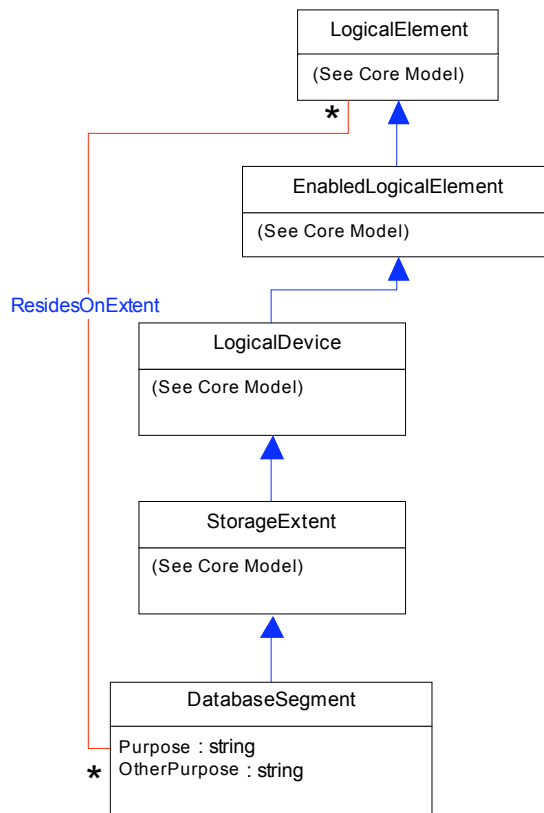 LogicalElement
(See Core Model)
*
EnabledLogicalElement
(See Core Model)
ResidesOnExtent
LogicalDevice
(See Core Model)
StorageExtent
(See Core Model)
DatabaseSegment
Purpose : string
OtherPurpose : string
*